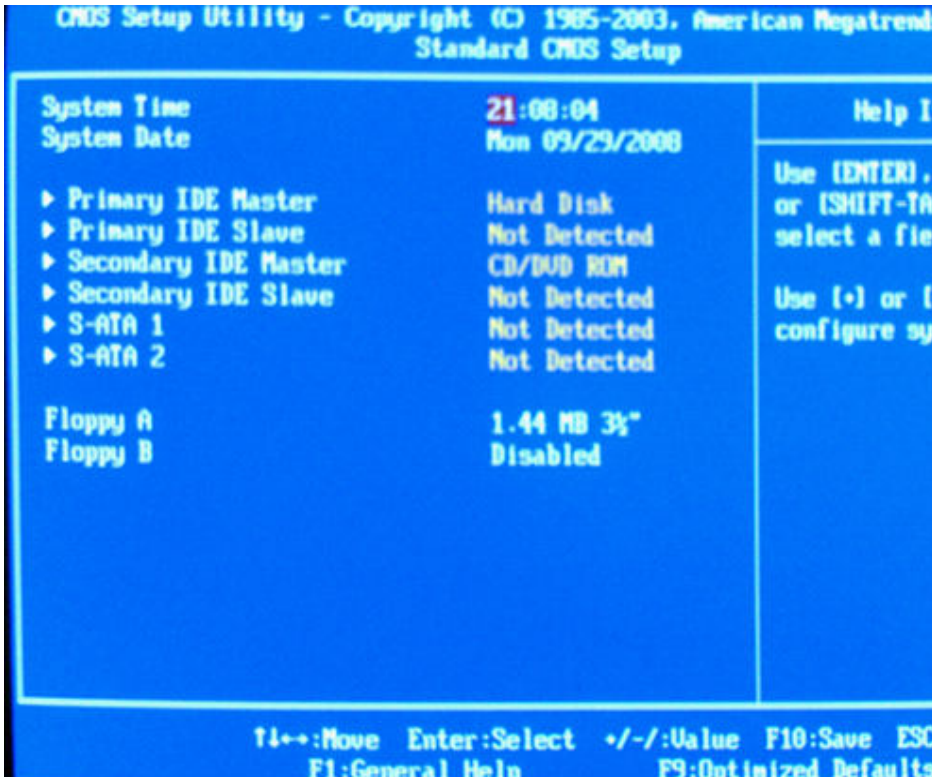 CMOS Setup Utility - Copyright (C) 1985-2003, American Megatrend
Standard CMOS Setup
System Time 21:08:04
System Date Mon 09/29/2008
Help I
▶ Primary IDE Master Hard Disk
▶ Primary IDE Slave Not Detected
▶ Secondary IDE Master CD/DVD ROM
▶ Secondary IDE Slave Not Detected
▶ S-ATA 1 Not Detected
▶ S-ATA 2 Not Detected
Floppy A 1.44 MB 3½"
Floppy B Disabled
Use [ENTER],
or [SHIFT-TA
select a fie
Use [+] or [
configure sy
↑↓←→:Move Enter:Select +/-/:Value F10:Save ESC
F1:General Help F9:Optimized Defaults